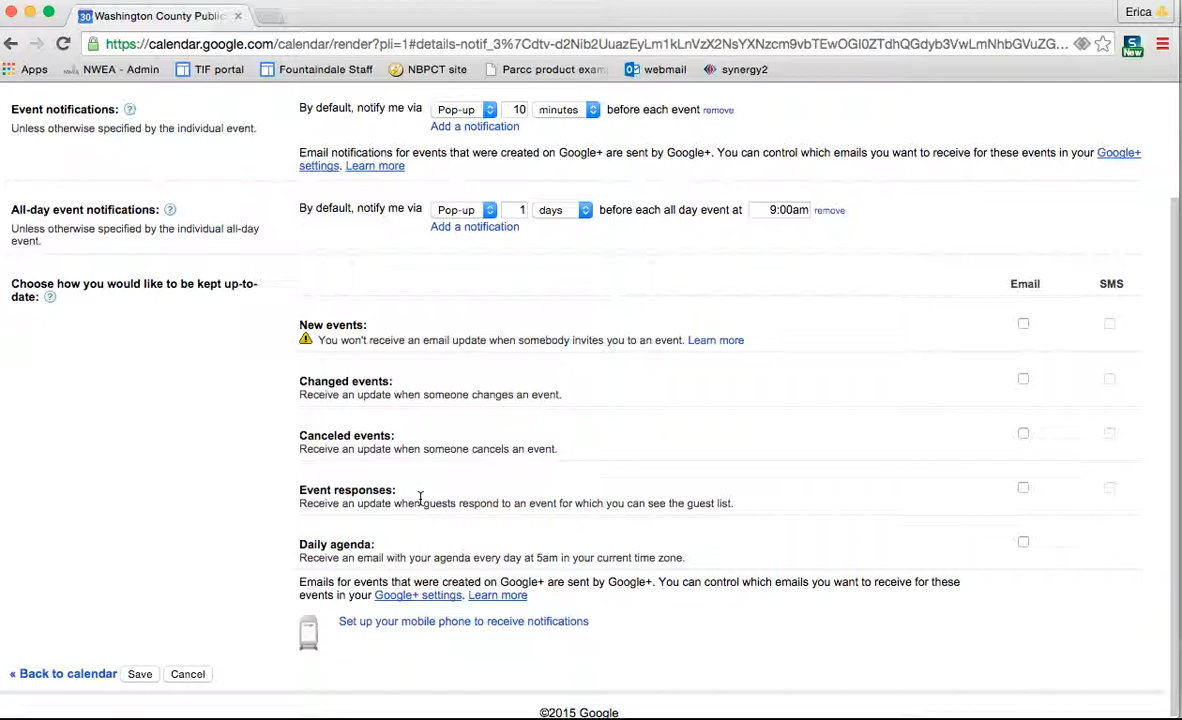 Washington County Public
Erica
https://calendar.google.com/calendar/render?pli=1#details-notif_3%7Cdtv-d2Nib2UuazEyLm1kLnVzX2NsYXNzcm9vbTEwOGI0ZTdhQGdyb3VwLmNhbGVuZG...
New
Apps NWEA - Admin TIF portal Fountaindale Staff NBPCT site Parcc product exam webmail synergy2
Event notifications: ? By default, notify me via Pop-up 10 minutes before each event remove
Unless otherwise specified by the individual event. Add a notification
Email notifications for events that were created on Google+ are sent by Google+. You can control which emails you want to receive for these events in your Google+
settings. Learn more
All-day event notifications: ? By default, notify me via Pop-up 1 days before each all day event at 9:00am remove
Unless otherwise specified by the individual all-day Add a notification
event.
Choose how you would like to be kept up-to- Email SMS
date: ?
New events:
You won't receive an email update when somebody invites you to an event. Learn more
Changed events:
Receive an update when someone changes an event.
Canceled events:
Receive an update when someone cancels an event.
Event responses:
Receive an update when guests respond to an event for which you can see the guest list.
Daily agenda:
Receive an email with your agenda every day at 5am in your current time zone.
Emails for events that were created on Google+ are sent by Google+. You can control which emails you want to receive for these
events in your Google+ settings. Learn more
Set up your mobile phone to receive notifications
« Back to calendar Save Cancel
©2015 Google